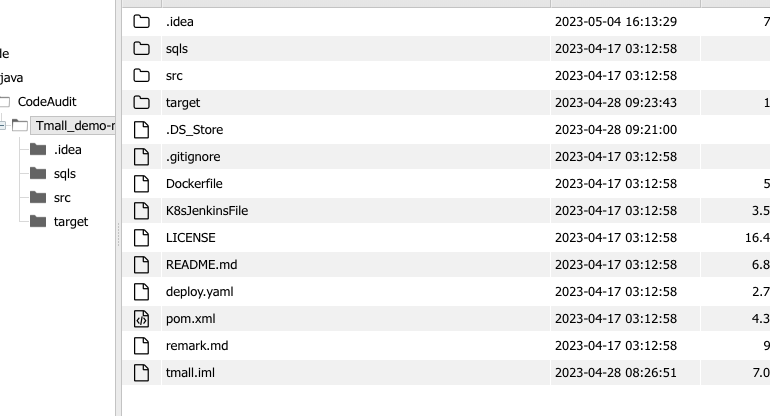 .idea 2023-05-04 16:13:29 7
sqls 2023-04-17 03:12:58
src 2023-04-17 03:12:58
target 2023-04-28 09:23:43 1
.DS_Store 2023-04-28 09:21:00
.gitignore 2023-04-17 03:12:58
Dockerfile 2023-04-17 03:12:58 5
K8sJenkinsFile 2023-04-17 03:12:58 3.5
LICENSE 2023-04-17 03:12:58 16.4
README.md 2023-04-17 03:12:58 6.8
deploy.yaml 2023-04-17 03:12:58 2.7
pom.xml 2023-04-17 03:12:58 4.3
remark.md 2023-04-17 03:12:58 9
tmall.iml 2023-04-28 08:26:51 7.0
le
java
CodeAudit
Tmall_demo-
.idea
sqls
src
target